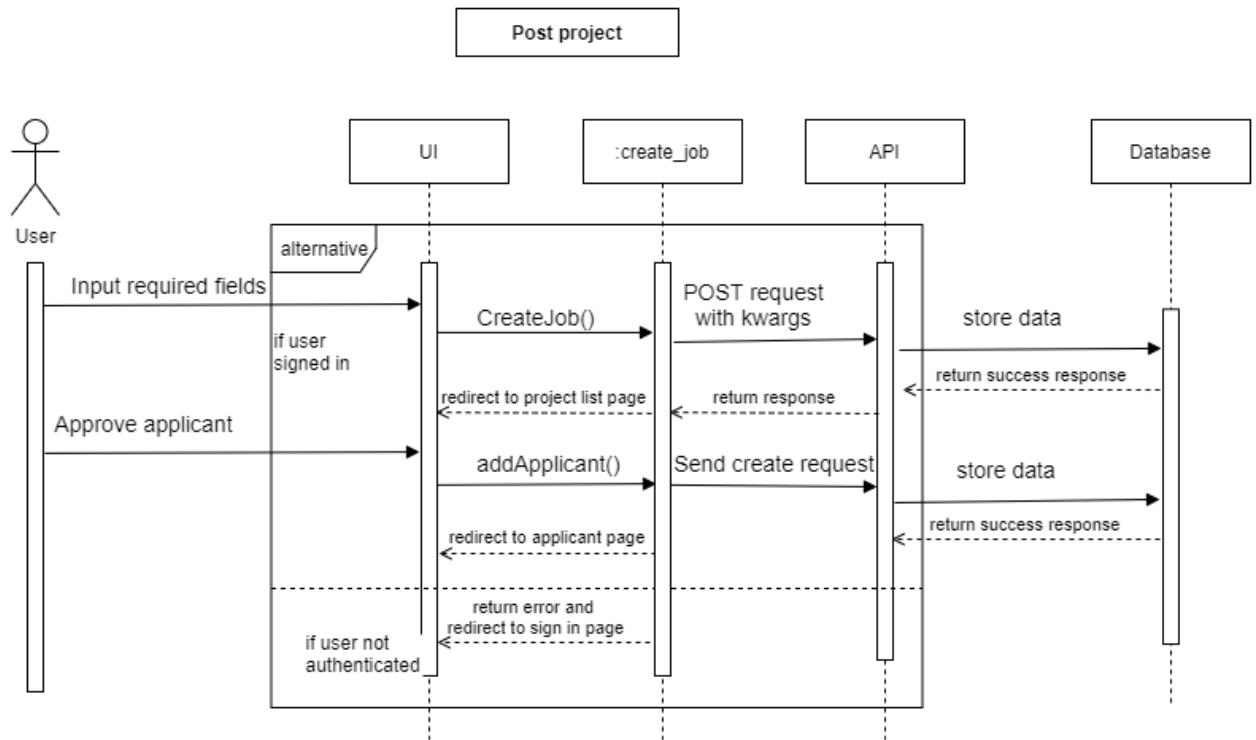 Post project
UI
:create_job
API
Database
User
alternative
Input required fields
POST request
with kwargs
CreateJob()
store data
if user
signed in
return success response
redirect to project list page
return response
Approve applicant
addApplicant()
Send create request
store data
return success response
redirect to applicant page
return error and
redirect to sign in page
if user not
authenticated